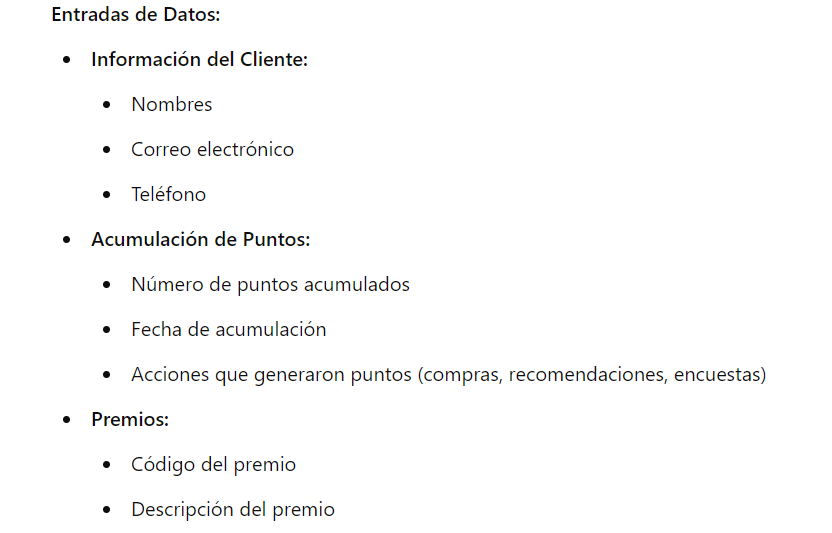 Entradas de Datos:
Información del Cliente:
Nombres
Correo electrónico
Teléfono
Acumulación de Puntos:
Número de puntos acumulados
Fecha de acumulación
Acciones que generaron puntos (compras, recomendaciones, encuestas)
Premios:
Código del premio
Descripción del premio